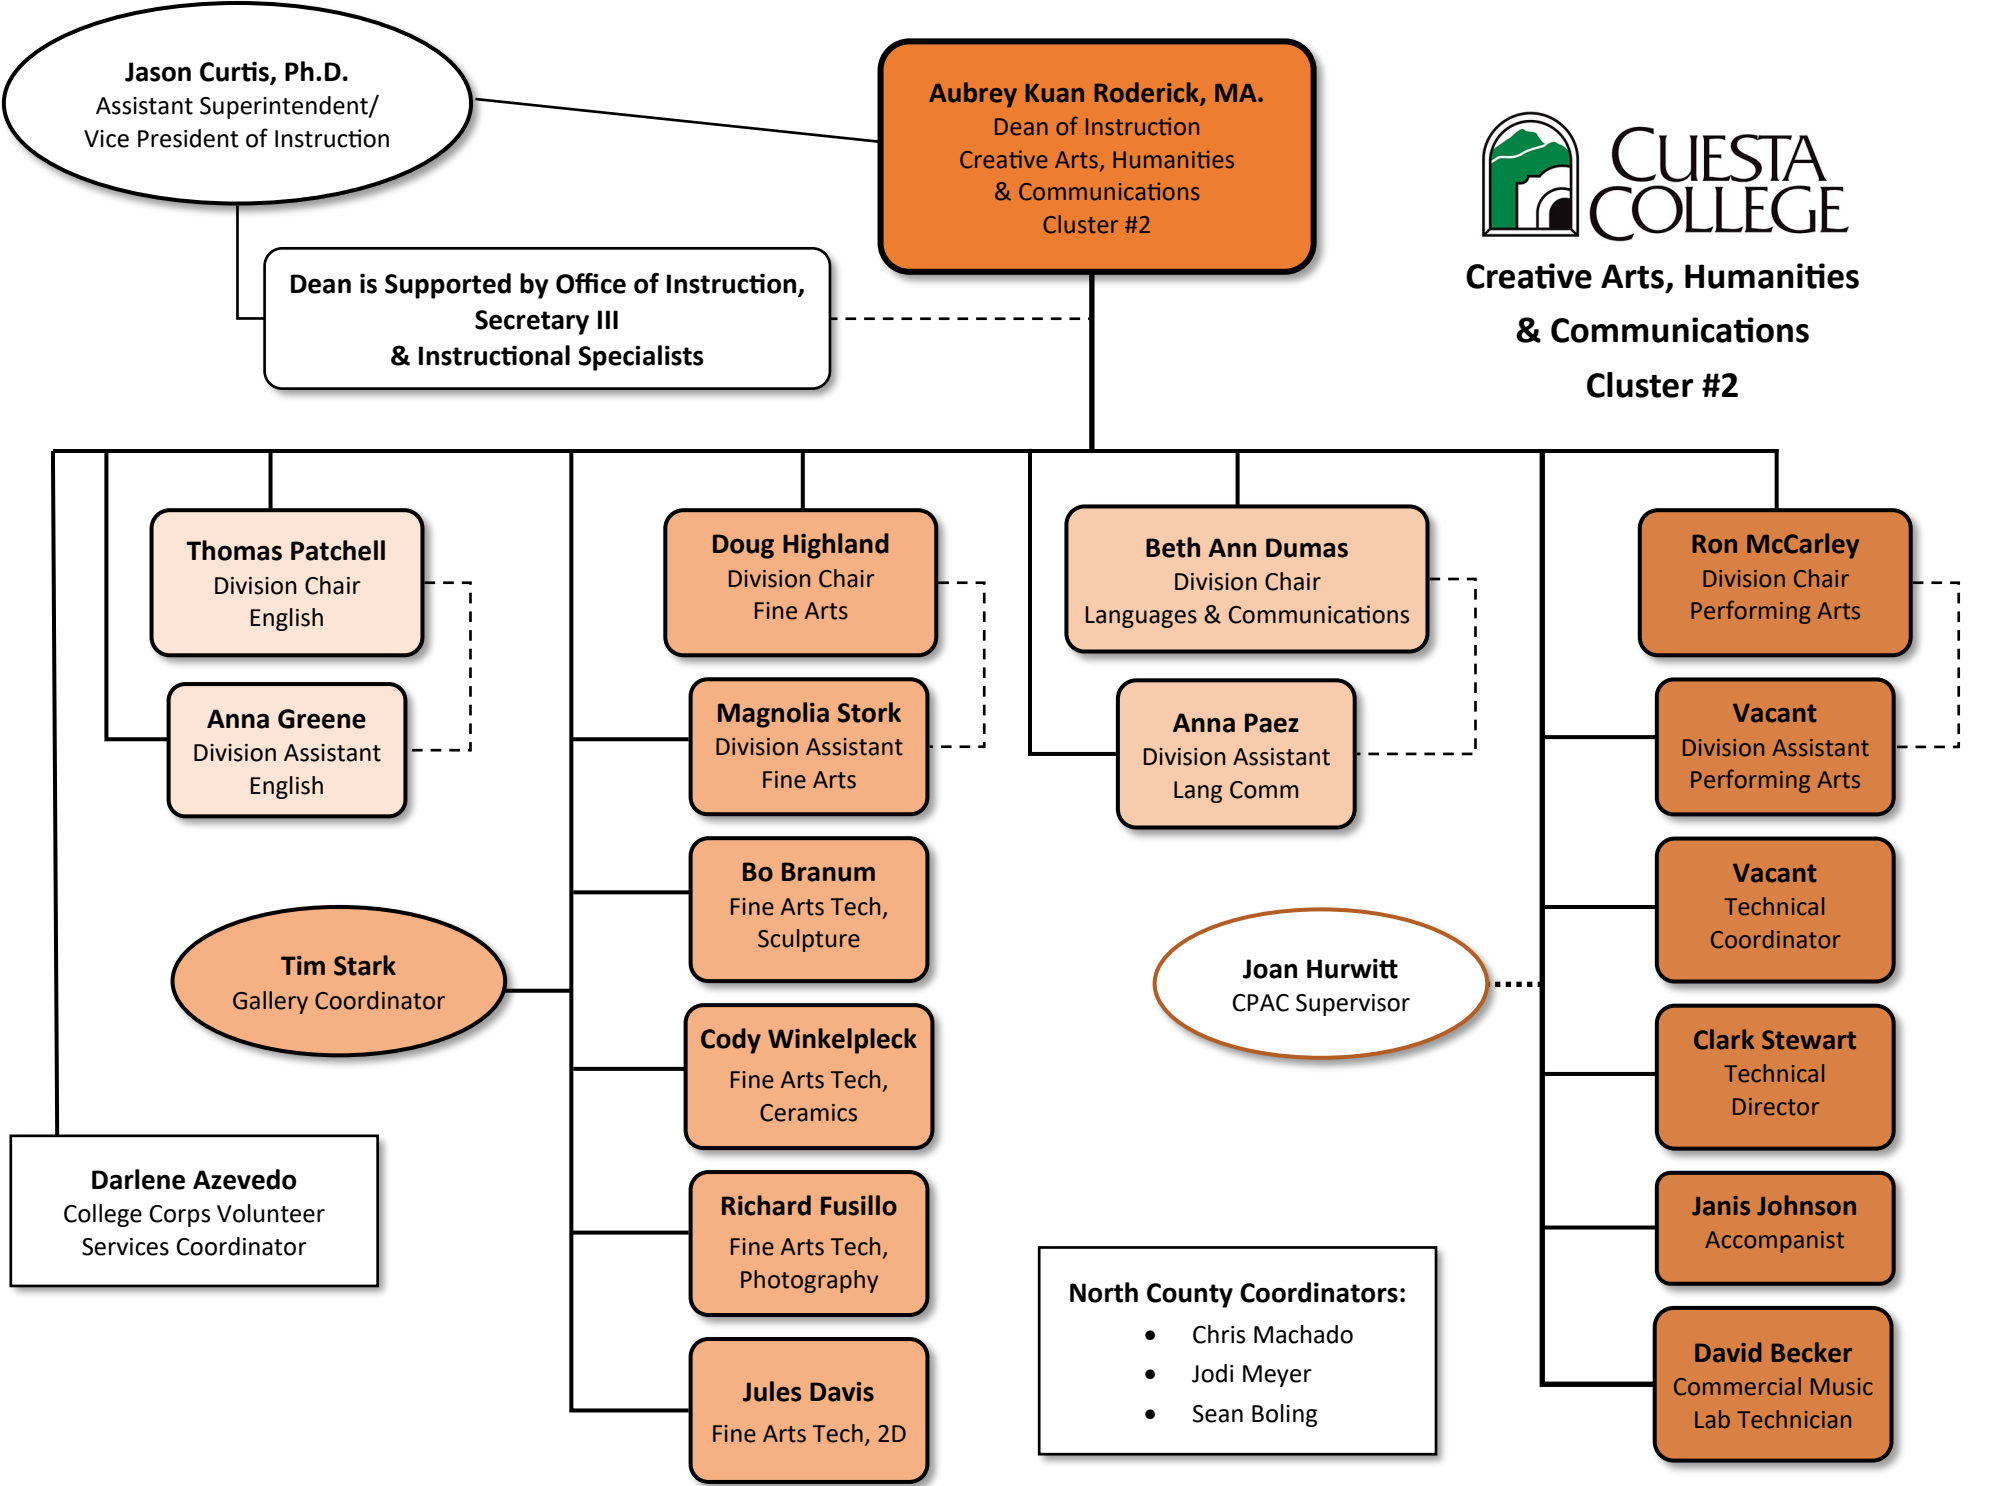 Jason Curtis, Ph.D.
Assistant Superintendent/
Vice President of Instruction
Aubrey Kuan Roderick, MA.
Dean of Instruction
Creative Arts, Humanities
& Communications
Cluster #2
CUESTA
COLLEGE
Creative Arts, Humanities
& Communications
Cluster #2
Dean is Supported by Office of Instruction,
Secretary III
& Instructional Specialists
Thomas Patchell
Division Chair
English
Anna Greene
Division Assistant
English
Doug Highland
Division Chair
Fine Arts
Magnolia Stork
Division Assistant
Fine Arts
Bo Branum
Fine Arts Tech,
Sculpture
Tim Stark
Gallery Coordinator
Cody Winkelpleck
Fine Arts Tech,
Ceramics
Richard Fusillo
Fine Arts Tech,
Photography
Jules Davis
Fine Arts Tech, 2D
Darlene Azevedo
College Corps Volunteer
Services Coordinator
Beth Ann Dumas
Division Chair
Languages & Communications
Anna Paez
Division Assistant
Lang Comm
Joan Hurwitt
CPAC Supervisor
North County Coordinators:
• Chris Machado
• Jodi Meyer
• Sean Boling
Ron McCarley
Division Chair
Performing Arts
Vacant
Division Assistant
Performing Arts
Vacant
Technical
Coordinator
Clark Stewart
Technical
Director
Janis Johnson
Accompanist
David Becker
Commercial Music
Lab Technician